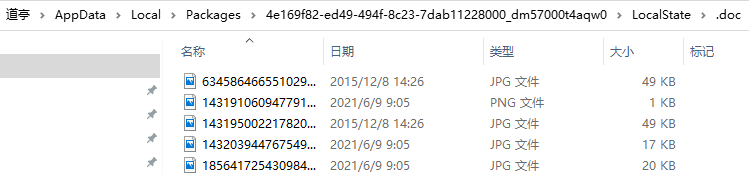 道亭 > AppData > Local > Packages > 4e169f82-ed49-494f-8c23-7dab11228000_dm57000t4aqw0 > LocalState > .doc
名称 日期 类型 大小 标记
634586466551029... 2015/12/8 14:26 JPG 文件 49 KB
143191060947791... 2021/6/9 9:05 PNG 文件 1 KB
143195002217820... 2015/12/8 14:26 JPG 文件 49 KB
143203944767549... 2021/6/9 9:05 JPG 文件 17 KB
185641725430984... 2021/6/9 9:05 JPG 文件 20 KB